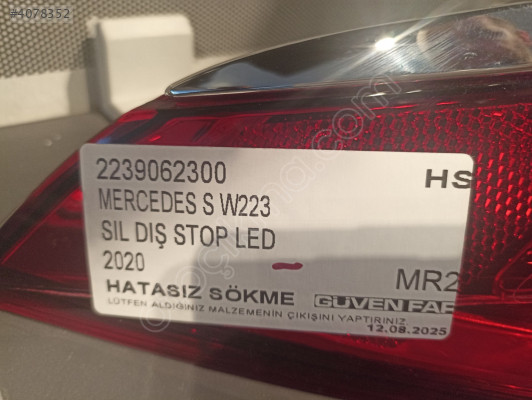 #4078352
2239062300
HS
MERCEDES S W223
SIL DIŞ STOP LED
2020
MR2
HATASIZ SÖKME GÜVEN FAR
LÜTFEN ALDIĞINIZ MALZEMENİN ÇIKIŞINI YAPTIRINIZ
12.08.2025